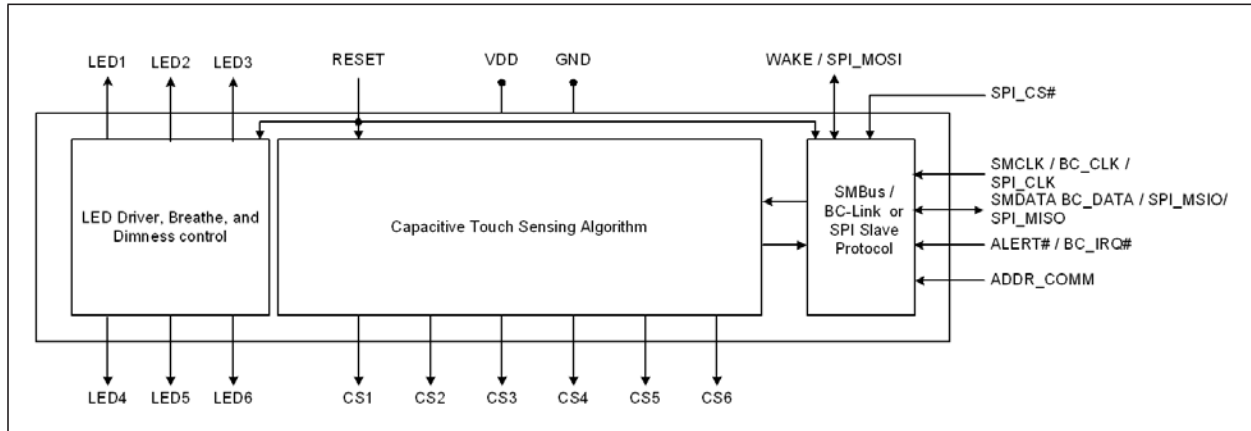 LED1 LED2 LED3 RESET VDD GND WAKE / SPI_MOSI
SPI_CS#
LED Driver, Breathe, and
Dimness control
Capacitive Touch Sensing Algorithm
SMBus /
BC-Link or
SPI Slave
Protocol
SMCLK / BC_CLK /
SPI_CLK
SMDATA BC_DATA / SPI_MSIO/
SPI_MISO
ALERT# / BC_IRQ#
ADDR_COMM
LED4 LED5 LED6 CS1 CS2 CS3 CS4 CS5 CS6